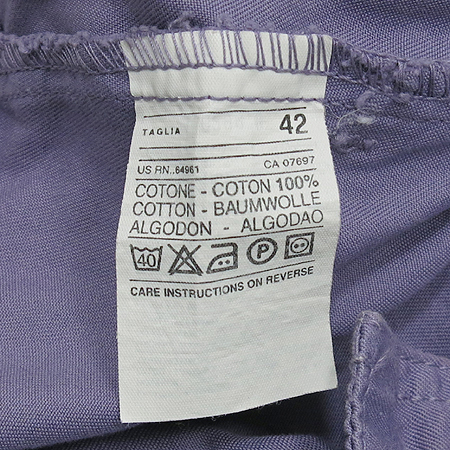 TAGLIA 42
US RN..64961 CA 07697
COTONE - COTON 100%
COTTON - BAUMWOLLE
ALGODON - ALGODAO
40 P
CARE INSTRUCTIONS ON REVERSE